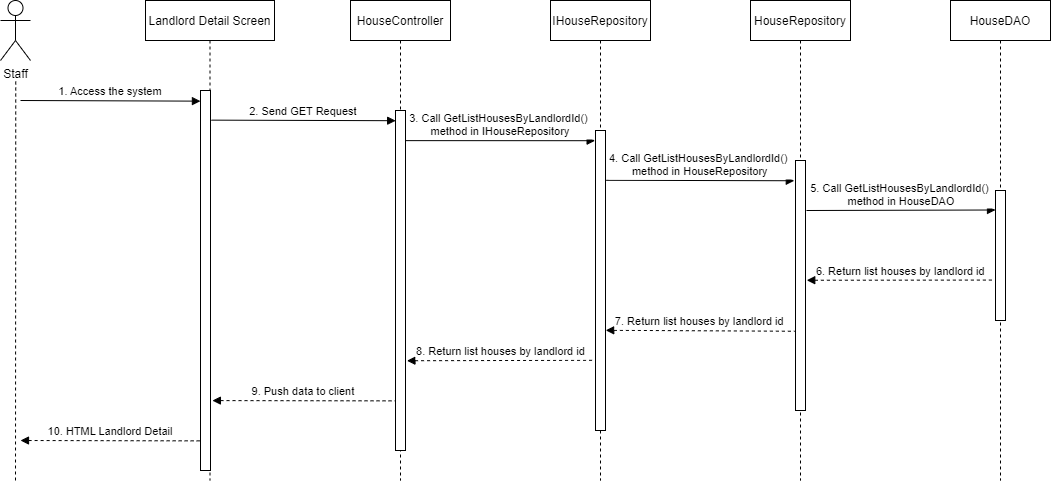 Landlord Detail Screen
HouseController
IHouseRepository
HouseRepository
HouseDAO
Staff
1. Access the system
2. Send GET Request
3. Call GetListHousesByLandlordId()
method in IHouseRepository
4. Call GetListHousesByLandlordId()
method in HouseRepository
5. Call GetListHousesByLandlordId()
method in HouseDAO
6. Return list houses by landlord id
7. Return list houses by landlord id
8. Return list houses by landlord id
9. Push data to client
10. HTML Landlord Detail